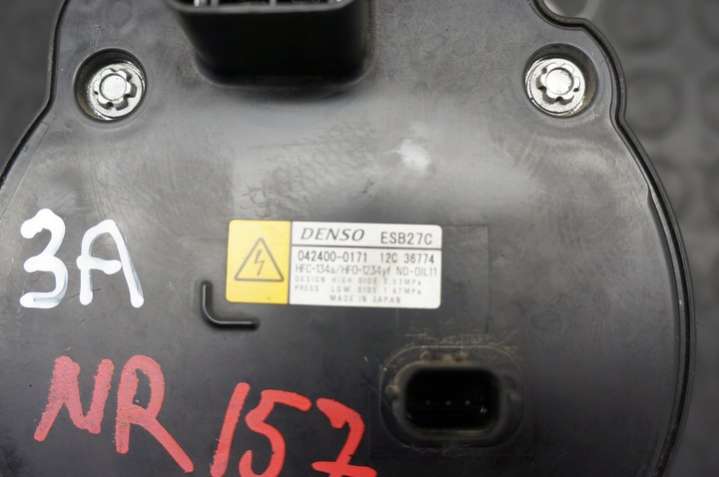 3A
DENSO ESB27C
042400-0171 12C 36774
HFC-134a/HFO-1234yf ND-OIL11
DESIGN HIGH SIDE 3.53MPa
PRESS. LOW SIDE 1.67MPa
MADE IN JAPAN
NR 157